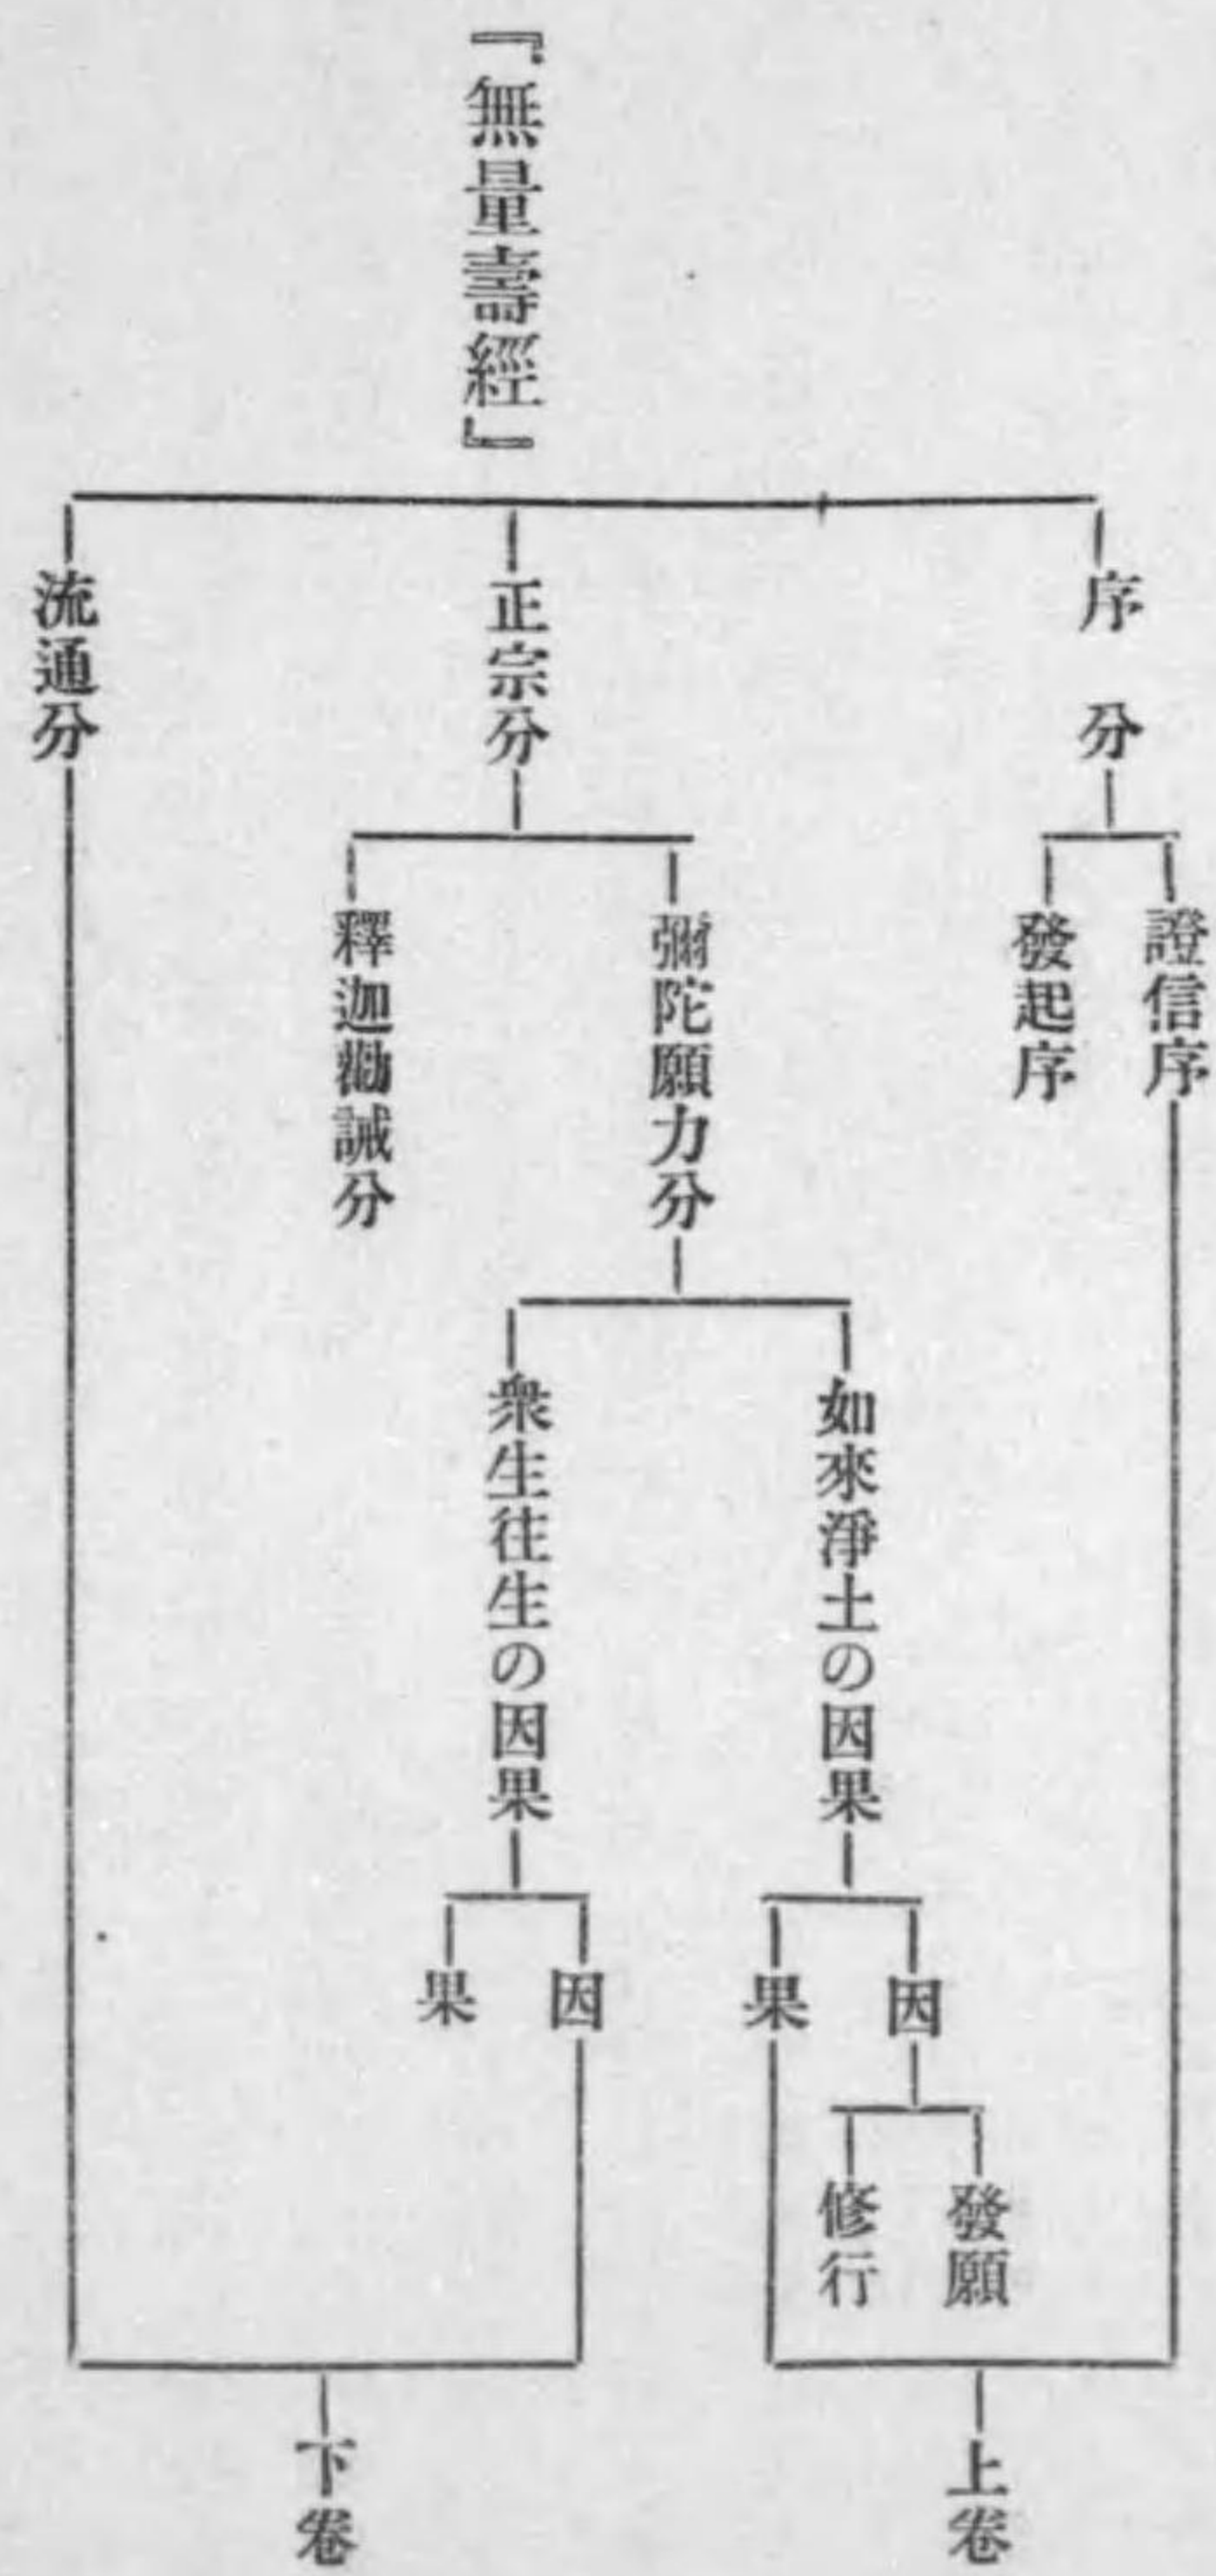 『無量壽經』
序分
證信序
發起序
正宗分
彌陀願力分
如來淨土の因果
因
發願
修行
果
衆生往生の因果
因
果
釋迦勸誡分
流通分
上卷
下卷